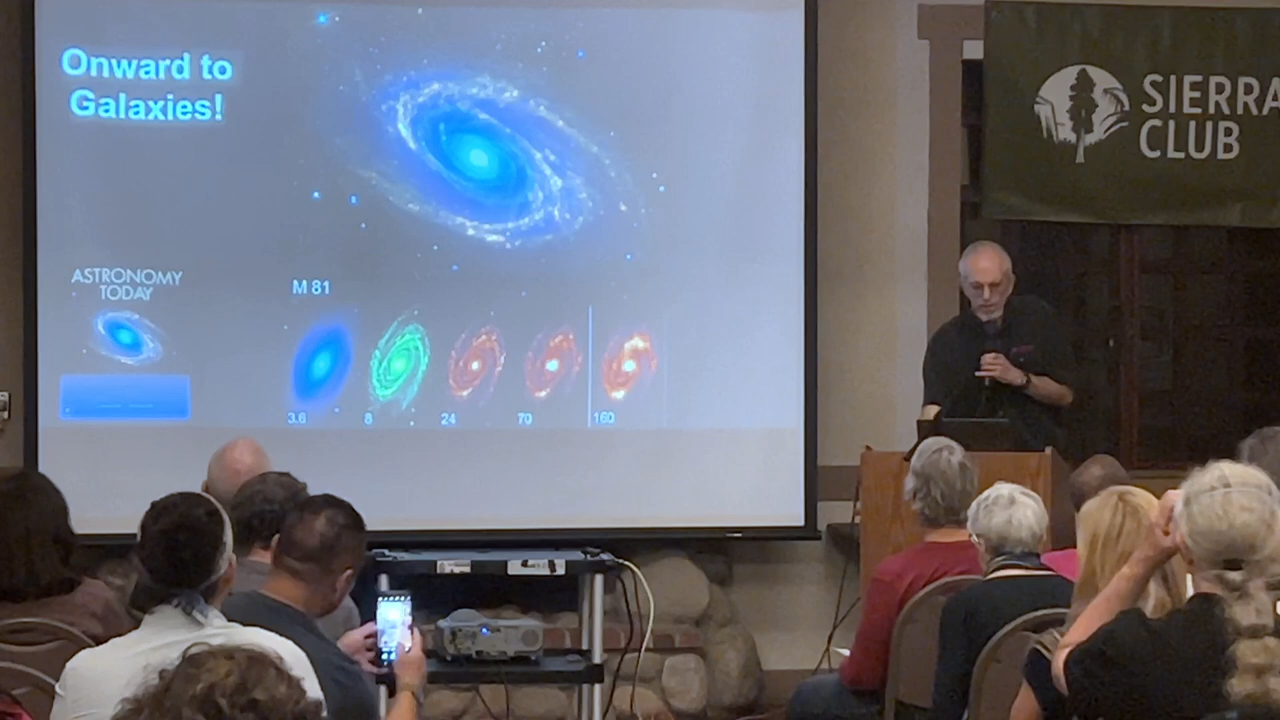 Onward to
Galaxies!
ASTRONOMY
TODAY
M 81
3.6 8 24 70 160
SIERRA
CLUB